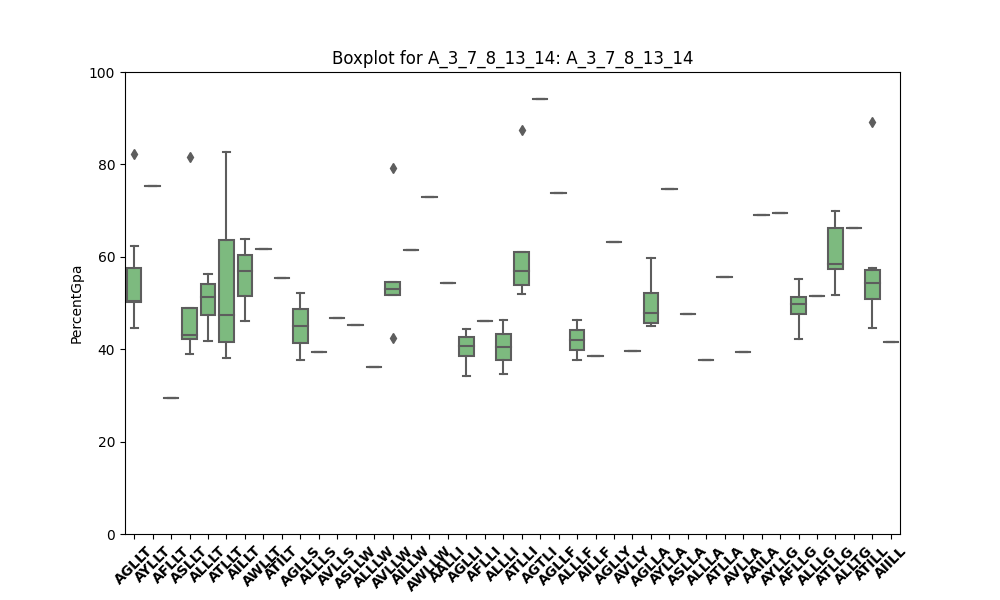 Boxplot for A_3_7_8_13_14: A_3_7_8_13_14
PercentGpa
100
80
60
40
20
0
AGLLT
AYLLT
AFLLT
ASLLT
ALLLT
ATLLT
AILLT
AWLLT
ATILT
AGLLS
ALLLS
AVLLS
ASLLW
ALLLW
AVLLW
AILLW
AWLLW
AALLI
AGLLI
AFLLI
ALLLI
ATLLI
AGTLI
AGLLF
ALLLF
AILLF
AGLLY
AVLLY
AGLLA
AYLLA
ASLLA
ALLLA
ATLLA
AVLLA
AAILA
AYLLG
AFLLG
ALLLG
ATLLG
ALLTG
ATILL
AIILL